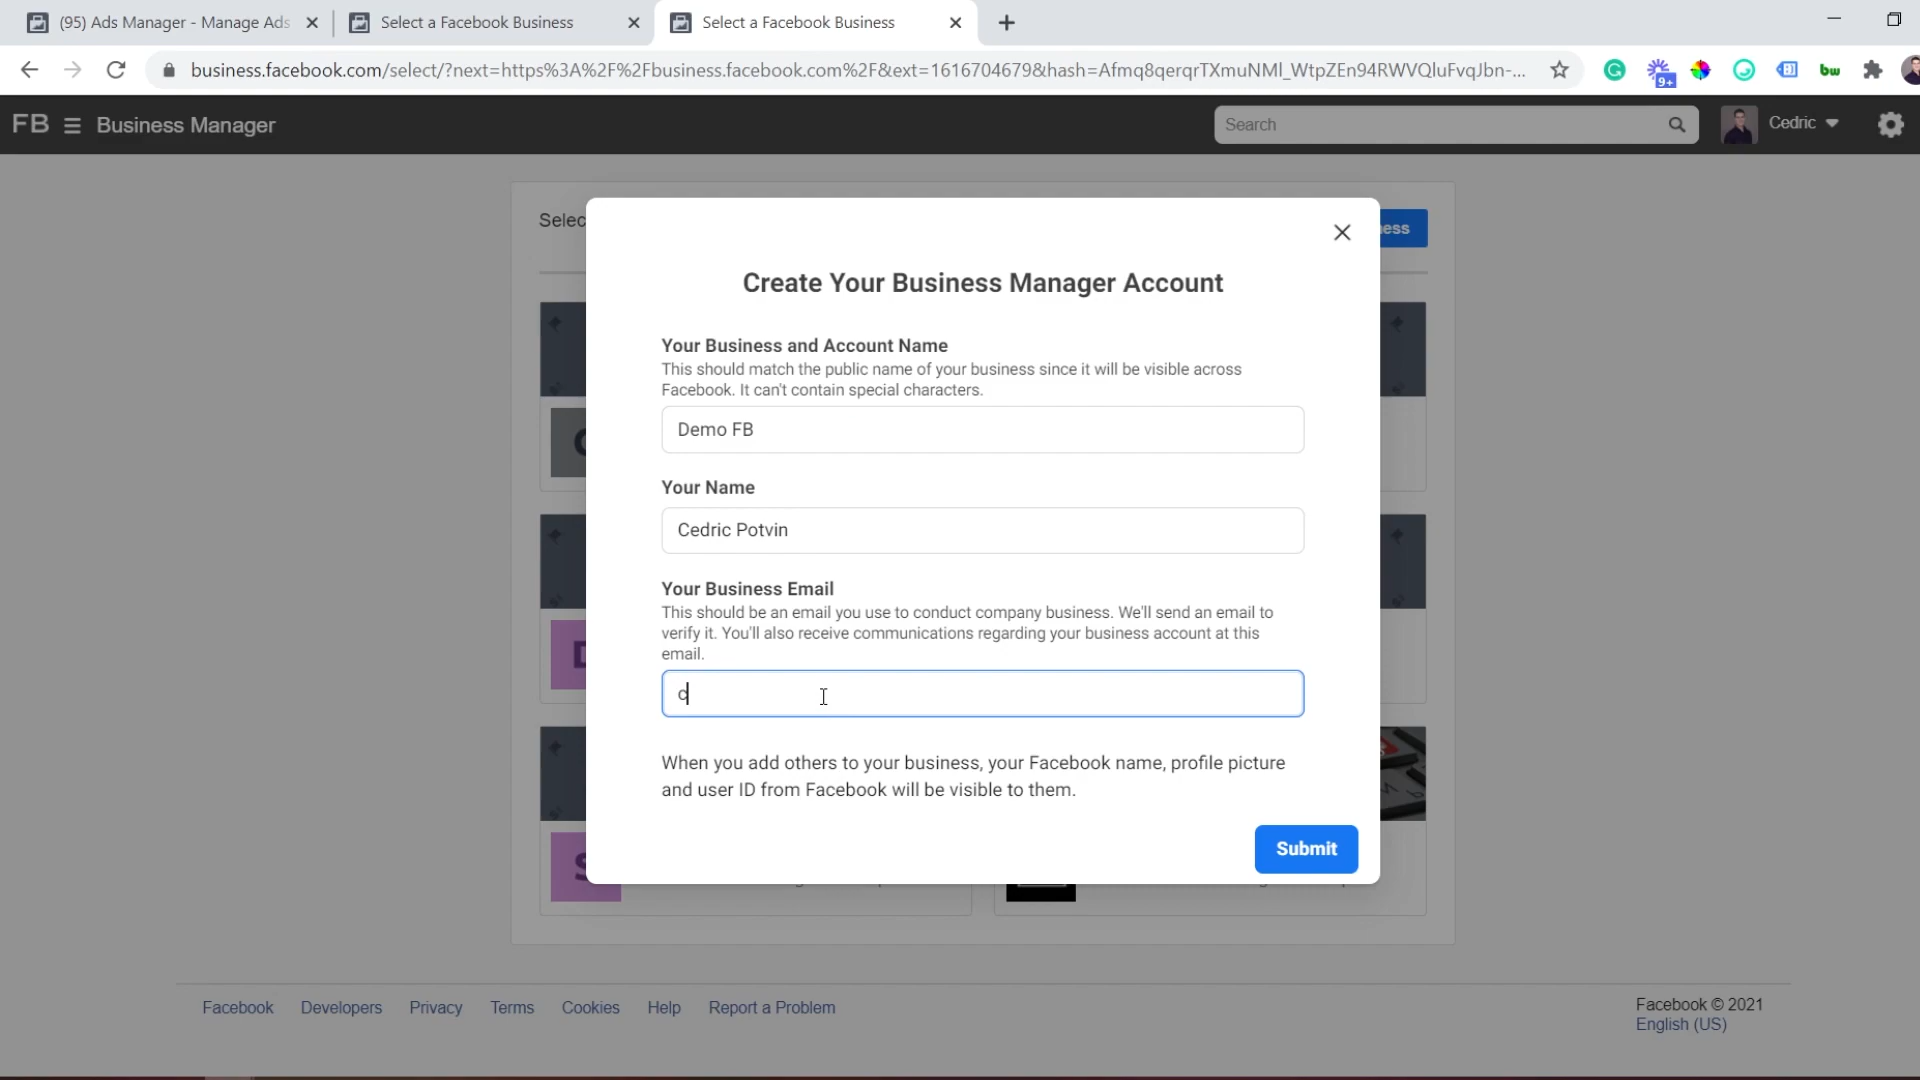 (95) Ads Manager - Manage Ads
Select a Facebook Business
Select a Facebook Business
business.facebook.com/select/?next=https%3A%2F%2Fbusiness.facebook.com%2F&ext=1616704679&hash=Afmq8qerqrTXmuNMl_WtpZEn94RWVQluFvqJbn-...
9+
bw
FB
Business Manager
Search
Cedric
Selec
ess
Create Your Business Manager Account
Your Business and Account Name
This should match the public name of your business since it will be visible across
Facebook. It can't contain special characters.
Demo FB
Your Name
Cedric Potvin
Your Business Email
This should be an email you use to conduct company business. We'll send an email to
verify it. You'll also receive communications regarding your business account at this
email.
c
When you add others to your business, your Facebook name, profile picture
and user ID from Facebook will be visible to them.
Submit
Facebook
Developers
Privacy
Terms
Cookies
Help
Report a Problem
Facebook © 2021
English (US)